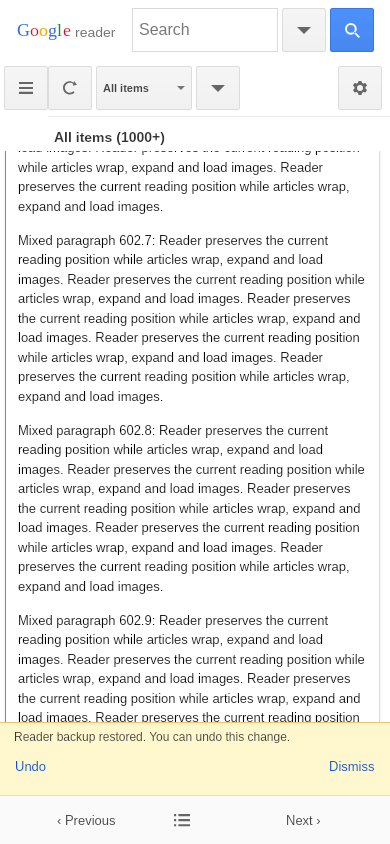 Google reader
Search
All items
All items (1000+)
load images. Reader preserves the current reading position
while articles wrap, expand and load images. Reader
preserves the current reading position while articles wrap,
expand and load images.
Mixed paragraph 602.7: Reader preserves the current
reading position while articles wrap, expand and load
images. Reader preserves the current reading position while
articles wrap, expand and load images. Reader preserves
the current reading position while articles wrap, expand and
load images. Reader preserves the current reading position
while articles wrap, expand and load images. Reader
preserves the current reading position while articles wrap,
expand and load images.
Mixed paragraph 602.8: Reader preserves the current
reading position while articles wrap, expand and load
images. Reader preserves the current reading position while
articles wrap, expand and load images. Reader preserves
the current reading position while articles wrap, expand and
load images. Reader preserves the current reading position
while articles wrap, expand and load images. Reader
preserves the current reading position while articles wrap,
expand and load images.
Mixed paragraph 602.9: Reader preserves the current
reading position while articles wrap, expand and load
images. Reader preserves the current reading position while
articles wrap, expand and load images. Reader preserves
the current reading position while articles wrap, expand and
load images. Reader preserves the current reading position
Reader backup restored. You can undo this change.
Undo Dismiss
‹ Previous Next ›